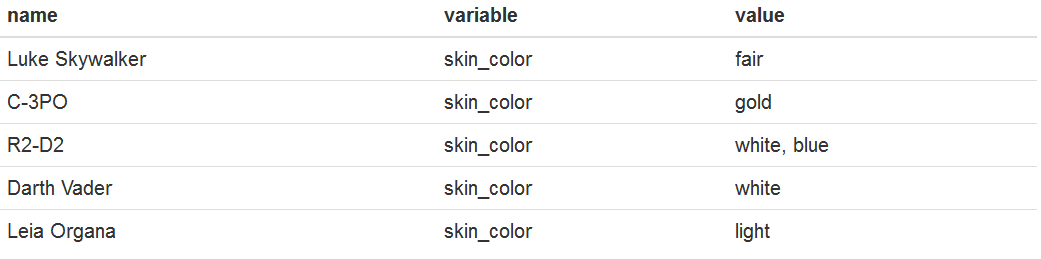 name variable value
Luke Skywalker skin_color fair
C-3PO skin_color gold
R2-D2 skin_color white, blue
Darth Vader skin_color white
Leia Organa skin_color light